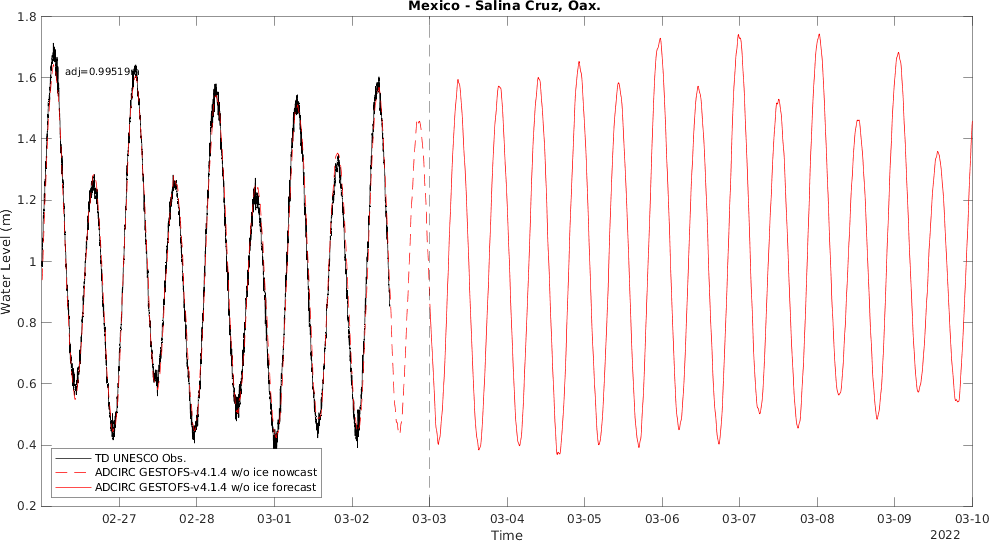 Mexico - Salina Cruz, Oax.
1.8
1.6
1.4
1.2
1
0.8
0.6
0.4
0.2
Water Level (m)
adj=0.99519m
TD UNESCO Obs.
ADCIRC GESTOFS-v4.1.4 w/o ice nowcast
ADCIRC GESTOFS-v4.1.4 w/o ice forecast
02-27 02-28 03-01 03-02 03-03 03-04 03-05 03-06 03-07 03-08 03-09 03-10
Time
2022